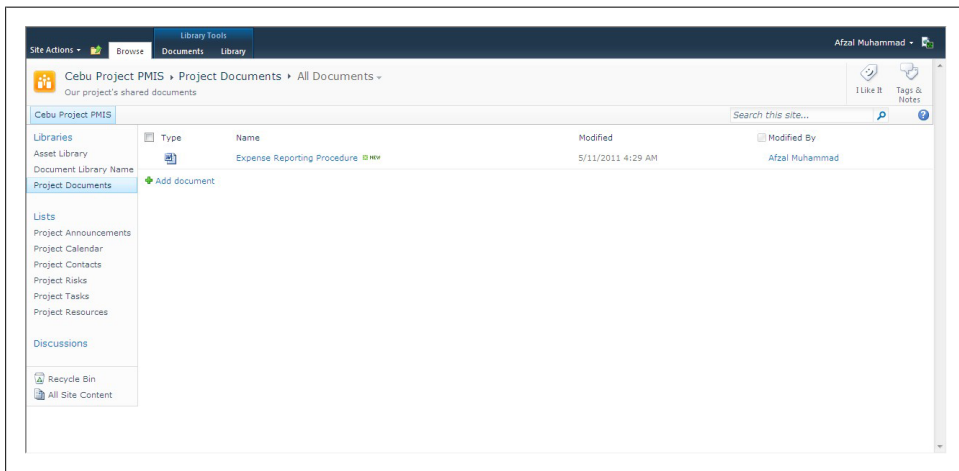 Library Tools
Site Actions Browse Documents Library
Afzal Muhammad
Cebu Project PMIS Project Documents All Documents
Our project's shared documents
I Like It
Tags & Notes
Cebu Project PMIS
Search this site...
Libraries
Asset Library
Document Library Name
Project Documents
Lists
Project Announcements
Project Calendar
Project Contacts
Project Risks
Project Tasks
Project Resources
Discussions
Recycle Bin
All Site Content
Type Name Modified Modified By
Expense Reporting Procedure NEW 5/11/2011 4:29 AM Afzal Muhammad
Add document